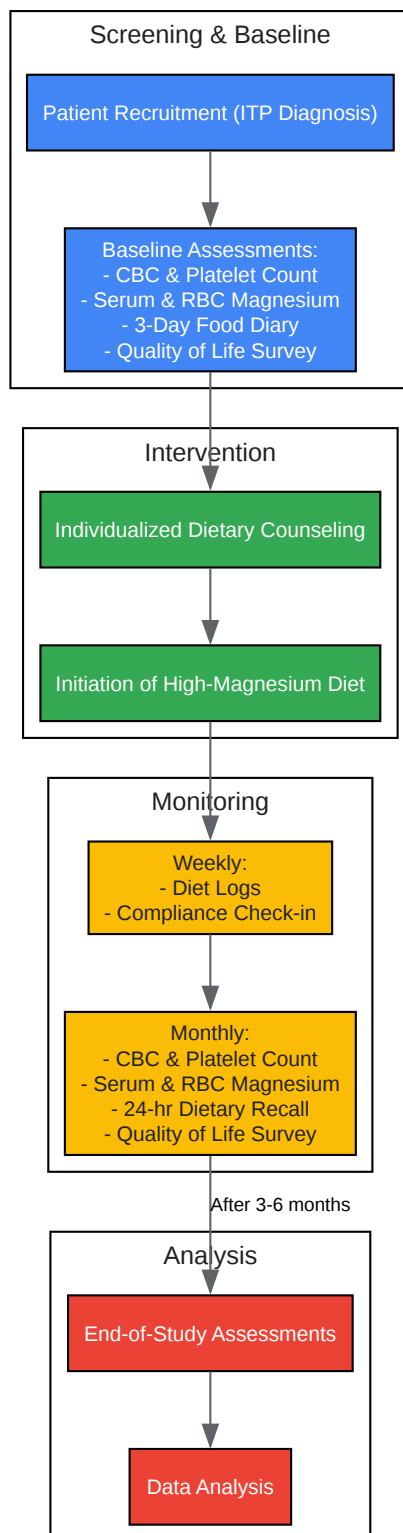 Screening & Baseline
Patient Recruitment (ITP Diagnosis)
Baseline Assessments:
- CBC & Platelet Count
- Serum & RBC Magnesium
- 3-Day Food Diary
- Quality of Life Survey
Intervention
Individualized Dietary Counseling
Initiation of High-Magnesium Diet
Monitoring
Weekly:
- Diet Logs
- Compliance Check-in
Monthly:
- CBC & Platelet Count
- Serum & RBC Magnesium
- 24-hr Dietary Recall
- Quality of Life Survey
After 3-6 months
Analysis
End-of-Study Assessments
Data Analysis